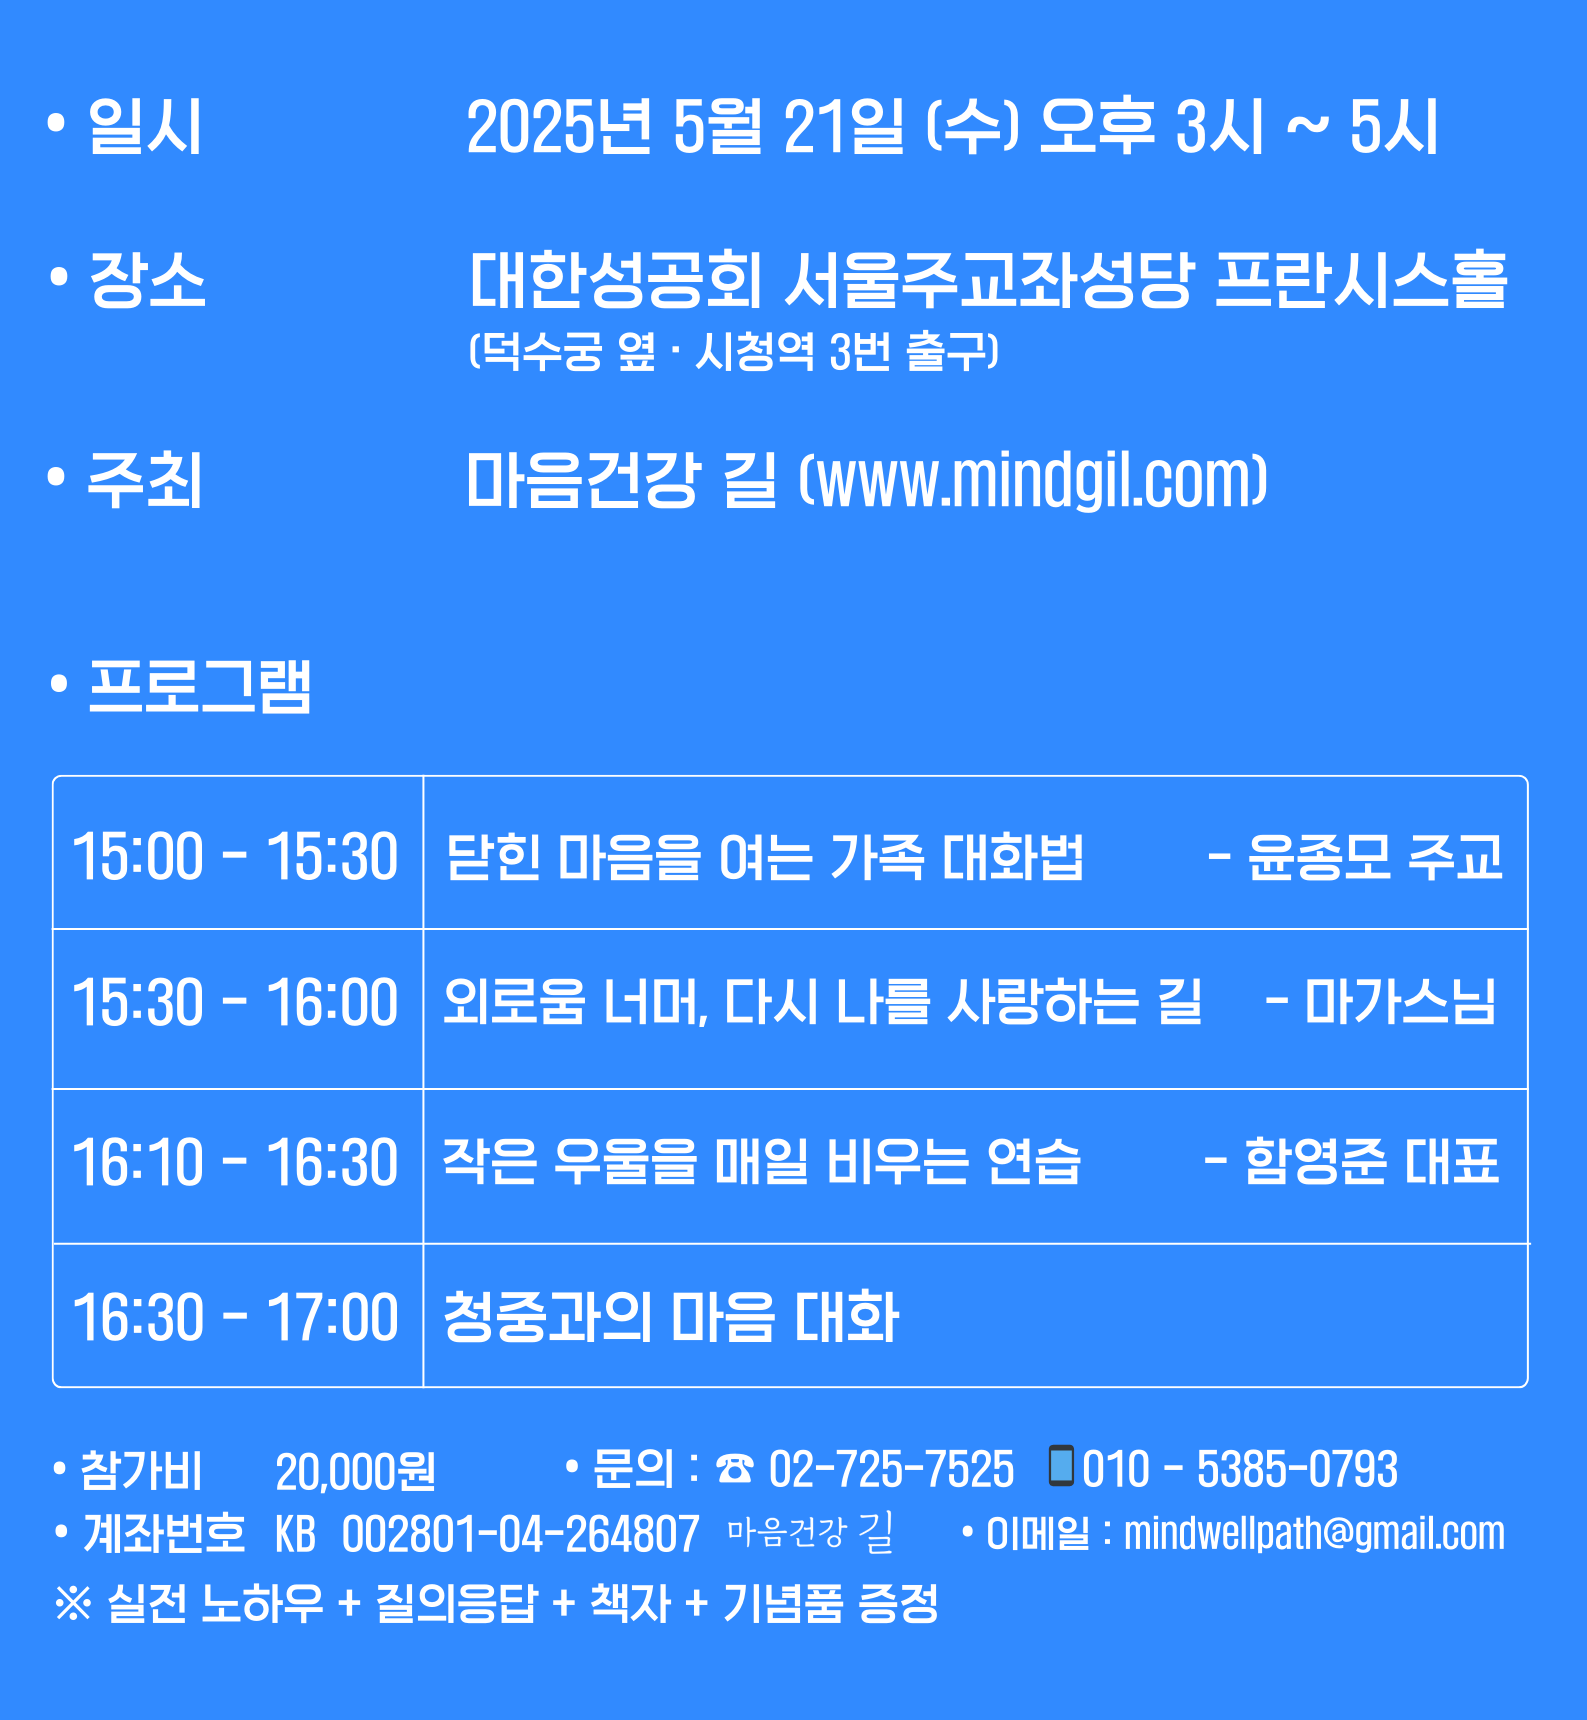 • 일시 2025년 5월 21일 (수) 오후 3시 ~ 5시
• 장소 대한성공회 서울주교좌성당 프란시스홀
(덕수궁 옆 · 시청역 3번 출구)
• 주최 마음건강 길 (www.mindgil.com)
• 프로그램
15:00 - 15:30 닫힌 마음을 여는 가족 대화법 - 윤종모 주교
15:30 - 16:00 외로움 너머, 다시 나를 사랑하는 길 - 마가스님
16:10 - 16:30 작은 우울을 매일 비우는 연습 - 함영준 대표
16:30 - 17:00 청중과의 마음 대화
• 참가비 20,000원 • 문의 : ☎ 02-725-7525 📱010 - 5385-0793
• 계좌번호 KB 002801-04-264807 마음건강 길 • 이메일 : mindwellpath@gmail.com
※ 실전 노하우 + 질의응답 + 책자 + 기념품 증정